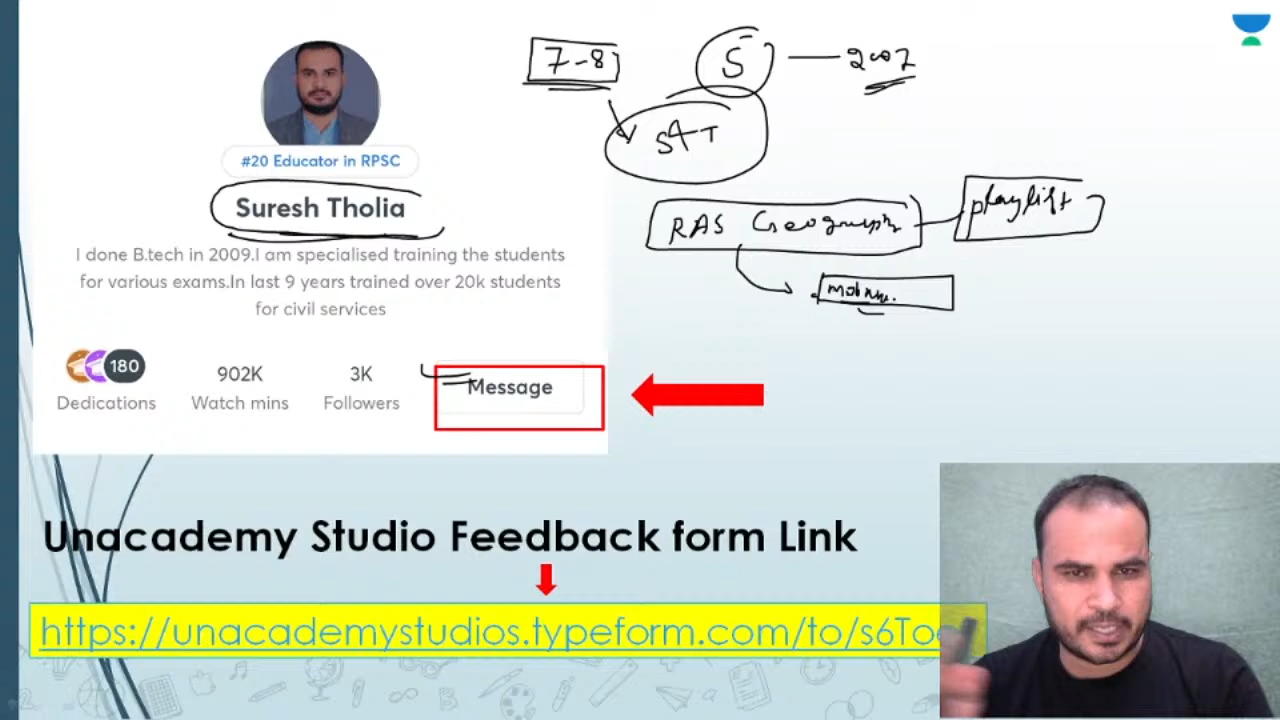 #20 Educator in RPSC
Suresh Tholia
I done B.tech in 2009.I am specialised training the students
for various exams.In last 9 years trained over 20k students
for civil services
180
Dedications
902K
Watch mins
3K
Followers
Message
7-8
5 — 2007
S&T
RAS Geography
playlist
Unacademy Studio Feedback form Link
https://unacademystudios.typeform.com/to/s6To